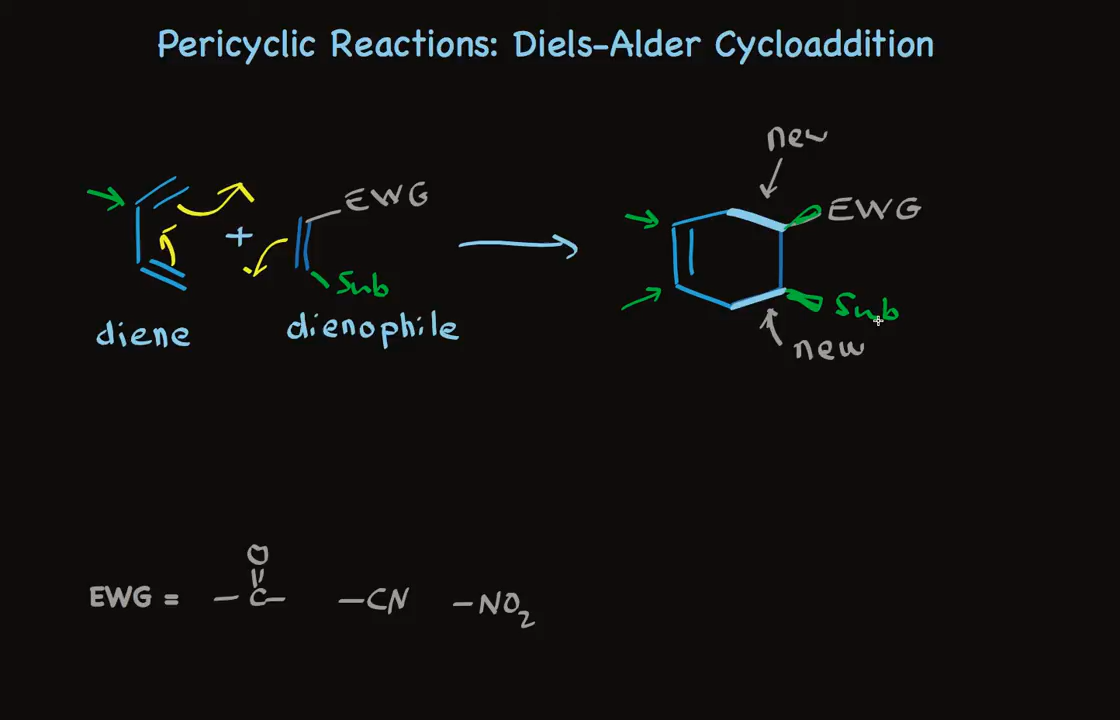 Pericyclic Reactions: Diels-Alder Cycloaddition
new
EWG
EWG
+
Sub
Sub
diene
dienophile
new
O
EWG = -C- -CN -NO2